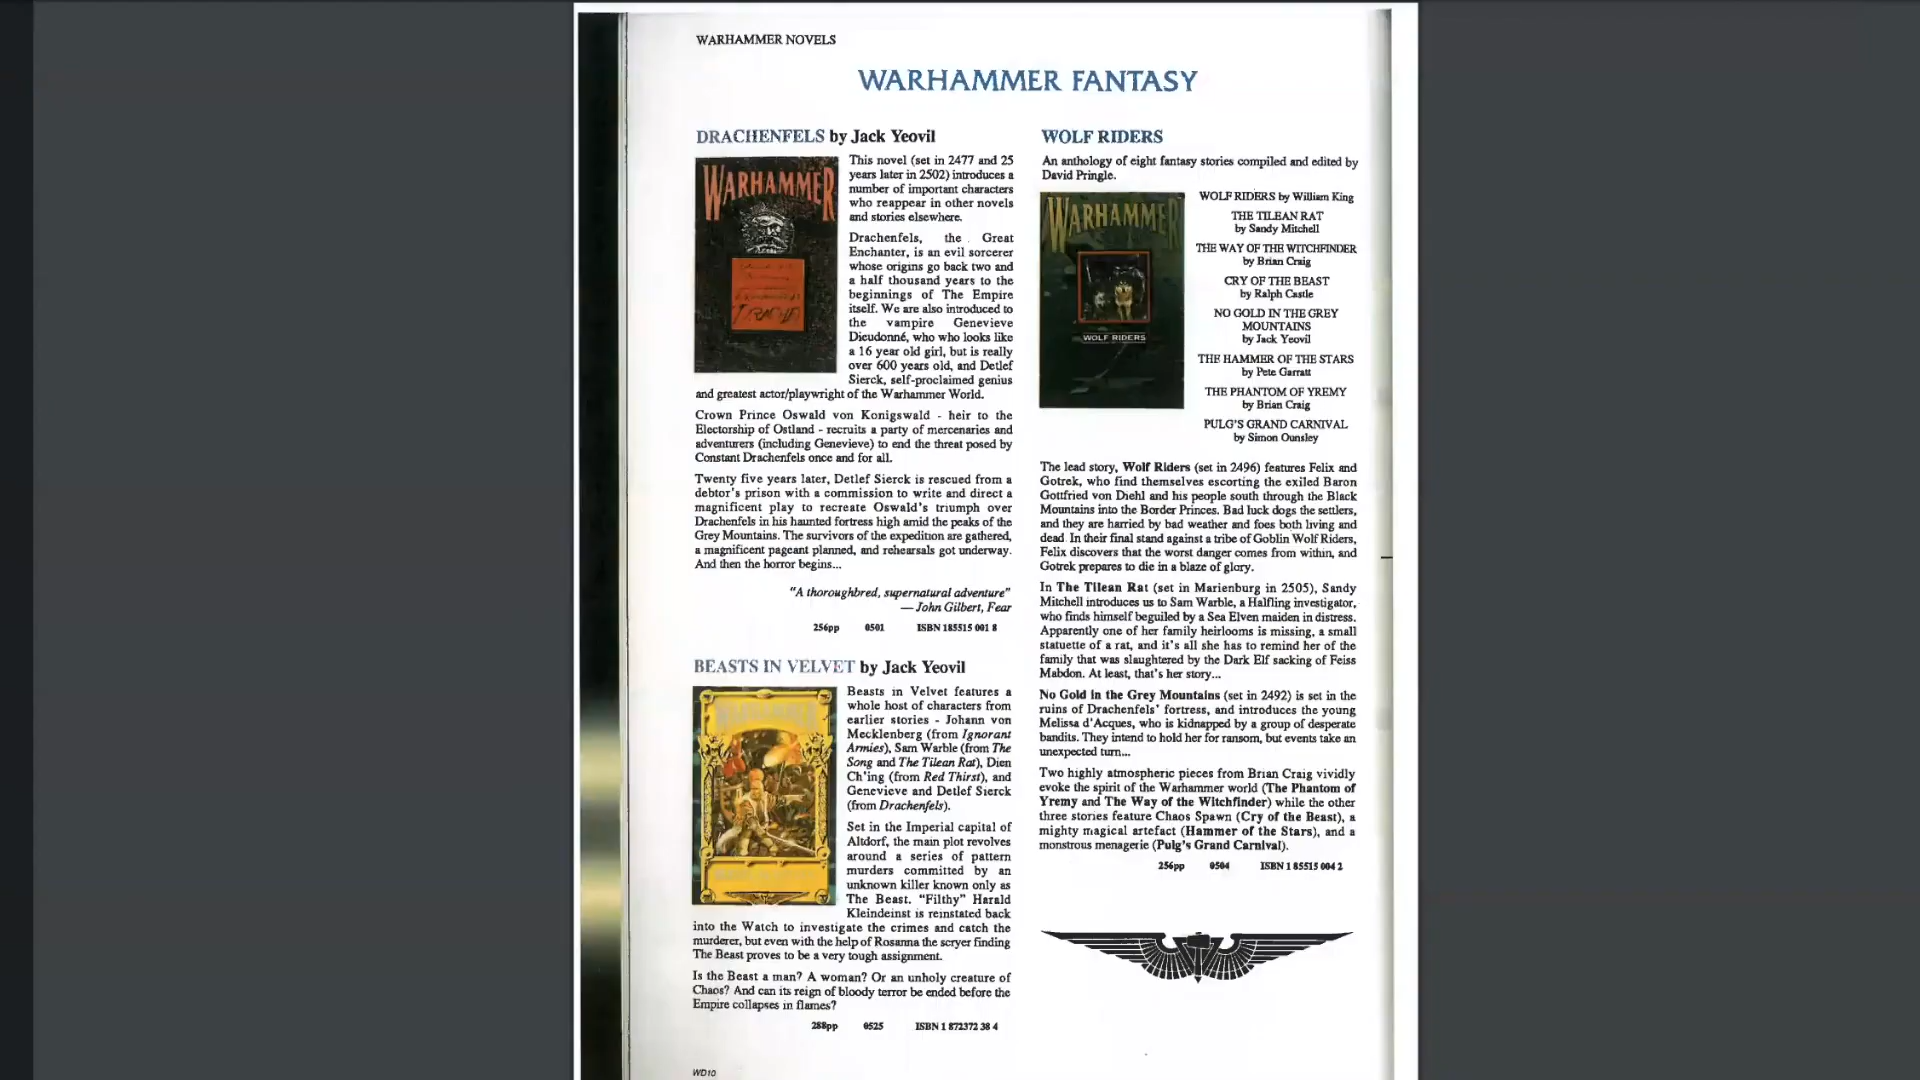 WARHAMMER NOVELS
WARHAMMER FANTASY
DRACHENFELS by Jack Yeovil
WARHAMMER
This novel (set in 2477 and 25
years later in 2502) introduces a
number of important characters
who reappear in other novels
and stories elsewhere.
Drachenfels, the Great
Enchanter, is an evil sorcerer
whose origins go back two and
a half thousand years to the
beginnings of The Empire
itself. We are also introduced to
the vampire Genevieve
Dieudonné, who who looks like
a 16 year old girl, but is really
over 600 years old, and Detlef
Sierck, self-proclaimed genius
and greatest actor/playwright of the Warhammer World.
Crown Prince Oswald von Konigswald - heir to the
Electorship of Ostland - recruits a party of mercenaries and
adventurers (including Genevieve) to end the threat posed by
Constant Drachenfels once and for all.
Twenty five years later, Detlef Sierck is rescued from a
debtor's prison with a commission to write and direct a
magnificent play to recreate Oswald's triumph over
Drachenfels in his haunted fortress high amid the peaks of the
Grey Mountains. The survivors of the expedition are gathered,
a magnificent pageant planned, and rehearsals got underway.
And then the horror begins...
"A thoroughbred, supernatural adventure"
— John Gilbert, Fear
256pp 0501 ISBN 185515 001 8
BEASTS IN VELVET by Jack Yeovil
Beasts in Velvet features a
whole host of characters from
earlier stories - Johann von
Mecklenberg (from Ignorant
Armies), Sam Warble (from The
Song and The Tilean Rat), Dien
Ch'ing (from Red Thirst), and
Genevieve and Detlef Sierck
(from Drachenfels).
Set in the Imperial capital of
Altdorf, the main plot revolves
around a series of pattern
murders committed by an
unknown killer known only as
The Beast. "Filthy" Harald
Kleindeinst is reinstated back
into the Watch to investigate the crimes and catch the
murderer, but even with the help of Rosanna the scryer finding
The Beast proves to be a very tough assignment.
Is the Beast a man? A woman? Or an unholy creature of
Chaos? And can its reign of bloody terror be ended before the
Empire collapses in flames?
288pp 0525 ISBN 1 872372 38 4
WD10
WOLF RIDERS
An anthology of eight fantasy stories compiled and edited by
David Pringle.
WARHAMMER
WOLF RIDERS
WOLF RIDERS by William King
THE TILEAN RAT
by Sandy Mitchell
THE WAY OF THE WITCHFINDER
by Brian Craig
CRY OF THE BEAST
by Ralph Castle
NO GOLD IN THE GREY
MOUNTAINS
by Jack Yeovil
THE HAMMER OF THE STARS
by Pete Garratt
THE PHANTOM OF YREMY
by Brian Craig
PULG'S GRAND CARNIVAL
by Simon Ounsley
The lead story, Wolf Riders (set in 2496) features Felix and
Gotrek, who find themselves escorting the exiled Baron
Gottfried von Diehl and his people south through the Black
Mountains into the Border Princes. Bad luck dogs the settlers,
and they are harried by bad weather and foes both living and
dead. In their final stand against a tribe of Goblin Wolf Riders,
Felix discovers that the worst danger comes from within, and
Gotrek prepares to die in a blaze of glory.
In The Tilean Rat (set in Marienburg in 2505), Sandy
Mitchell introduces us to Sam Warble, a Halfling investigator,
who finds himself beguiled by a Sea Elven maiden in distress.
Apparently one of her family heirlooms is missing, a small
statuette of a rat, and it's all she has to remind her of the
family that was slaughtered by the Dark Elf sacking of Feiss
Mabdon. At least, that's her story...
No Gold in the Grey Mountains (set in 2492) is set in the
ruins of Drachenfels' fortress, and introduces the young
Melissa d'Acques, who is kidnapped by a group of desperate
bandits. They intend to hold her for ransom, but events take an
unexpected turn...
Two highly atmospheric pieces from Brian Craig vividly
evoke the spirit of the Warhammer world (The Phantom of
Yremy and The Way of the Witchfinder) while the other
three stories feature Chaos Spawn (Cry of the Beast), a
mighty magical artefact (Hammer of the Stars), and a
monstrous menagerie (Pulg's Grand Carnival).
256pp 0504 ISBN 1 85515 004 2